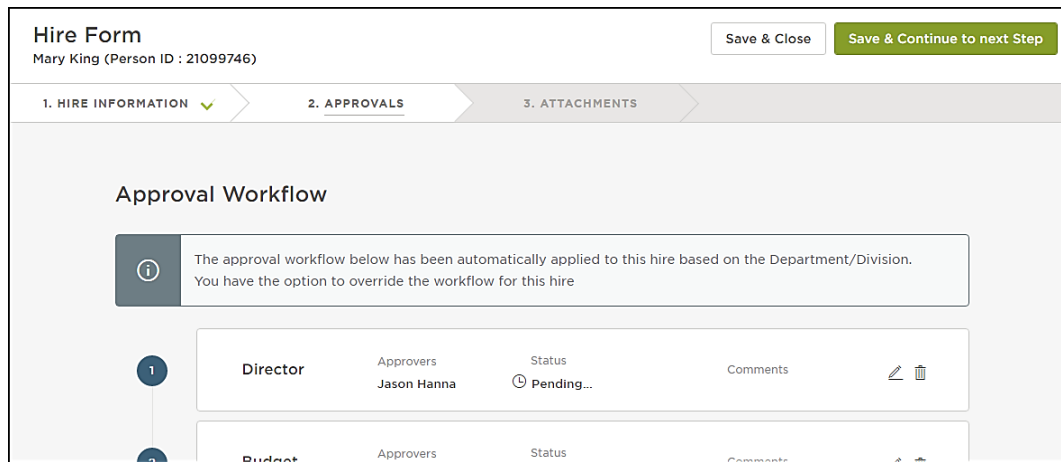 Hire Form
Save & Close
Save & Continue to next Step
Mary King (Person ID : 21099746)
1. HIRE INFORMATION
2. APPROVALS
3. ATTACHMENTS
Approval Workflow
The approval workflow below has been automatically applied to this hire based on the Department/Division.
You have the option to override the workflow for this hire
1
Director
Approvers
Jason Hanna
Status
Pending...
Comments
2
Budget
Approvers
Status
Comments